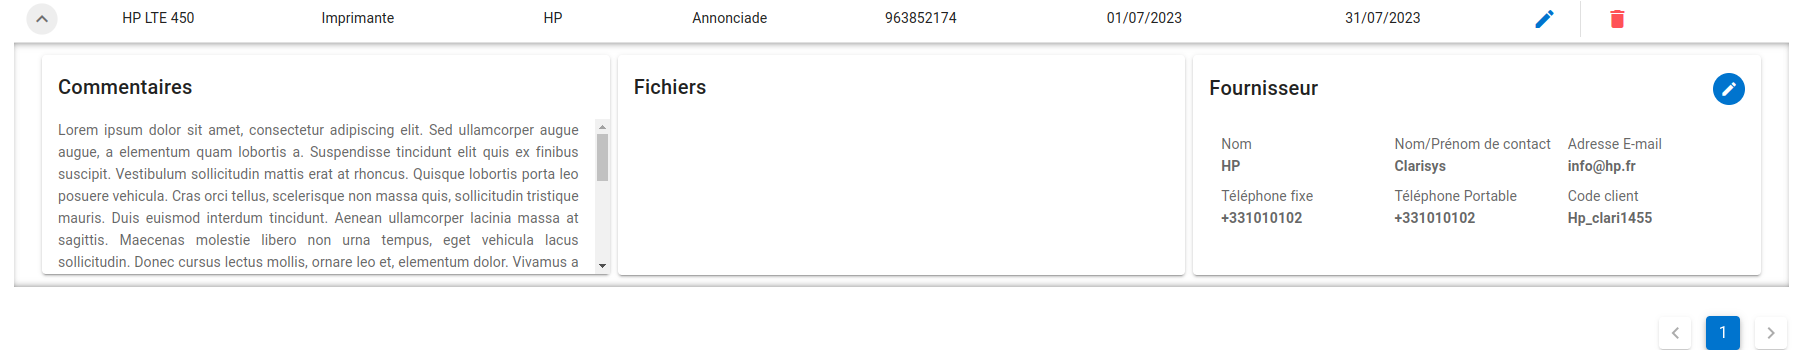 HP LTE 450 Imprimante HP Annonciade 963852174 01/07/2023 31/07/2023
Commentaires
Lorem ipsum dolor sit amet, consectetur adipiscing elit. Sed ullamcorper augue
augue, a elementum quam lobortis a. Suspendisse tincidunt elit quis ex finibus
suscipit. Vestibulum sollicitudin mattis erat at rhoncus. Quisque lobortis porta leo
posuere vehicula. Cras orci tellus, scelerisque non massa quis, sollicitudin tristique
mauris. Duis euismod interdum tincidunt. Aenean ullamcorper lacinia massa at
sagittis. Maecenas molestie libero non urna tempus, eget vehicula lacus
sollicitudin. Donec cursus lectus mollis, ornare leo et, elementum dolor. Vivamus a
Fichiers
Fournisseur
Nom Nom/Prénom de contact Adresse E-mail
HP Clarisys info@hp.fr
Téléphone fixe Téléphone Portable Code client
+331010102 +331010102 Hp_clari1455
1